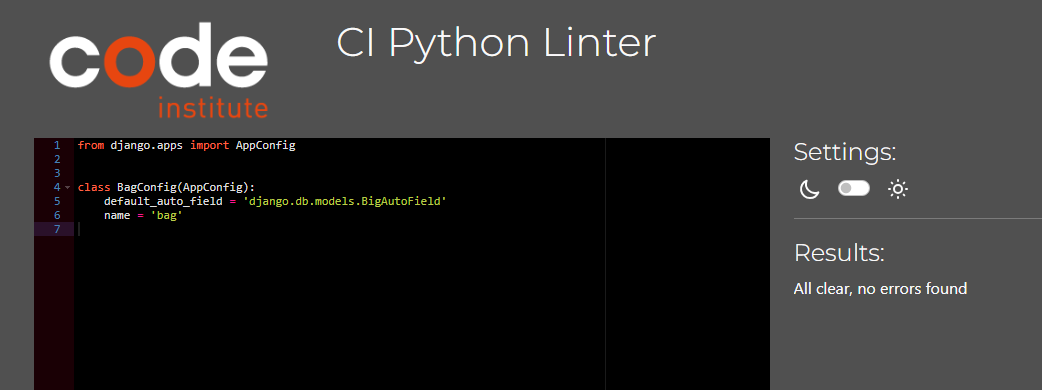 code
institute
CI Python Linter
1 from django.apps import AppConfig
2
3
4 class BagConfig(AppConfig):
5     default_auto_field = 'django.db.models.BigAutoField'
6     name = 'bag'
7
Settings:
Results:
All clear, no errors found